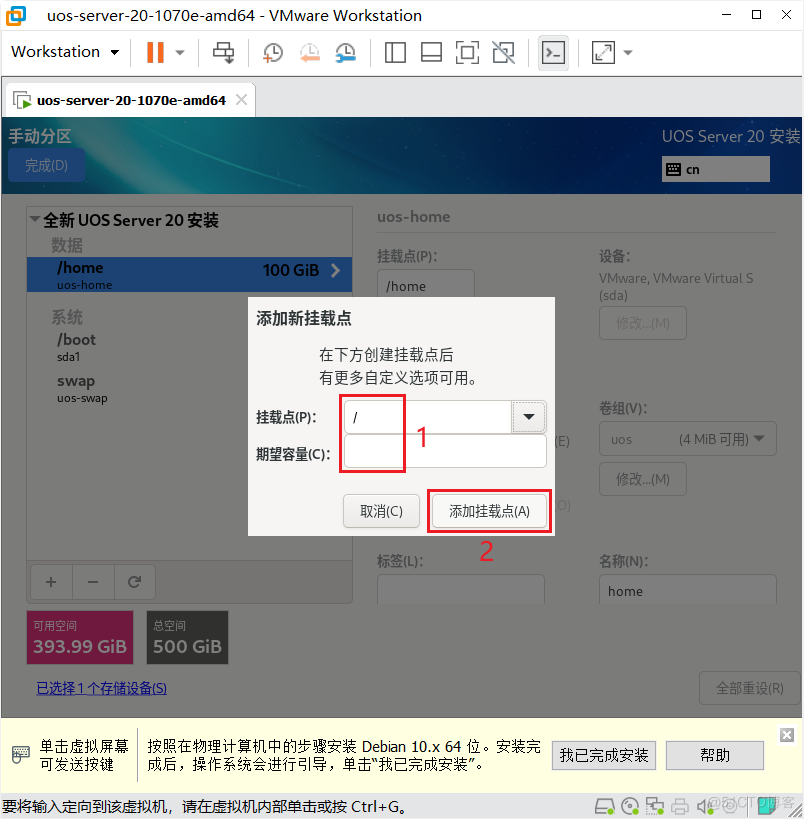 uos-server-20-1070e-amd64 - VMware Workstation
Workstation
uos-server-20-1070e-amd64
手动分区
UOS Server 20 安装
完成(D)
cn
全新 UOS Server 20 安装
数据
/home
100 GiB
uos-home
系统
/boot
sda1
swap
uos-swap
uos-home
挂载点(P):
/home
设备:
VMware, VMware Virtual S
(sda)
修改...(M)
添加新挂载点
在下方创建挂载点后
有更多自定义选项可用。
挂载点(P):
/
1
期望容量(C):
取消(C)
添加挂载点(A)
2
(E)
卷组(V):
uos
(4 MiB 可用)
修改...(M)
标签(L):
名称(N):
home
可用空间
393.99 GiB
总空间
500 GiB
已选择 1 个存储设备(S)
全部重设(R)
单击虚拟屏幕
可发送按键
按照在物理计算机中的步骤安装 Debian 10.x 64 位。安装完
成后，操作系统会进行引导，单击“我已完成安装”。
我已完成安装
帮助
要将输入定向到该虚拟机，请在虚拟机内部单击或按 Ctrl+G。
@51CTO博客